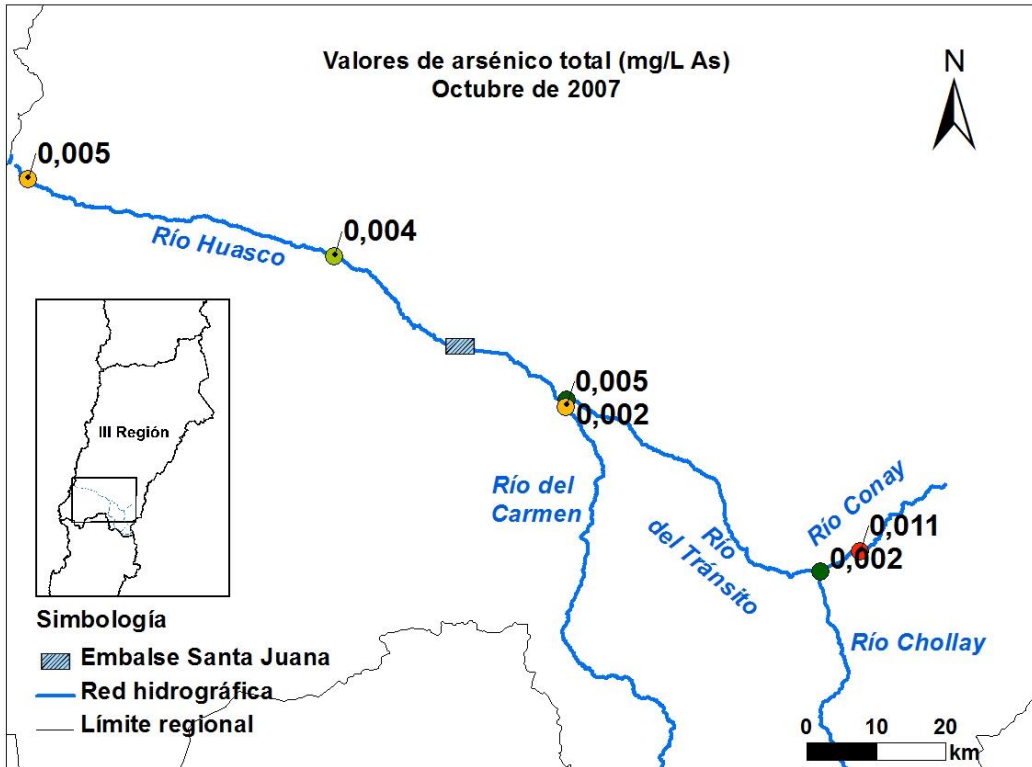 Valores de arsénico total (mg/L As)
Octubre de 2007
N
0,005
0,004
Río Huasco
0,005
0,002
III Región
Río del
Carmen
Río
del Tránsito
Río Conay
0,011
0,002
Río Chollay
Simbología
Embalse Santa Juana
Red hidrográfica
Límite regional
0 10 20
km